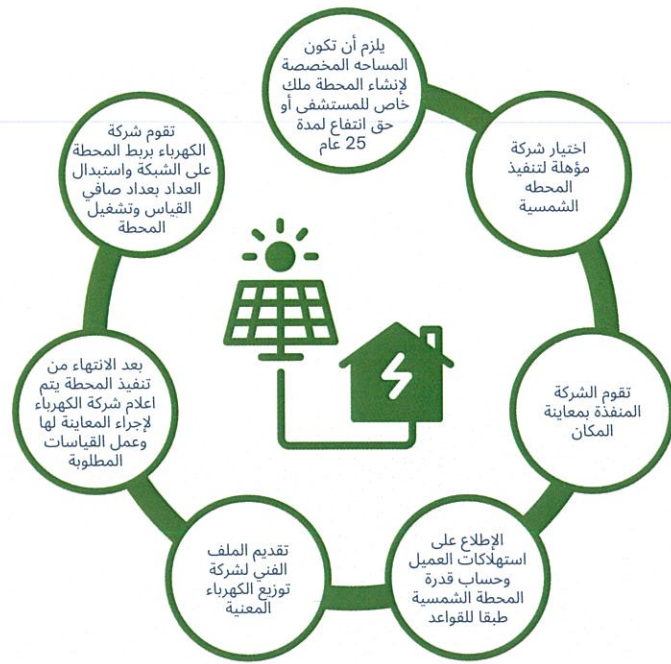 يلزم أن تكون
المساحه المخصصة
لإنشاء المحطة ملك
خاص للمستشفى أو
حق انتفاع لمدة
25 عام
اختيار شركة
مؤهلة لتنفيذ
المحطه
الشمسية
تقوم الشركة
المنفذة بمعاينة
المكان
الإطلاع على
استهلاكات العميل
وحساب قدرة
المحطة الشمسية
طبقا للقواعد
تقديم الملف
الفني لشركة
توزيع الكهرباء
المعنية
بعد الانتهاء من
تنفيذ المحطة يتم
اعلام شركة الكهرباء
لإجراء المعاينة لها
وعمل القياسات
المطلوبة
تقوم شركة
الكهرباء بربط المحطة
على الشبكة واستبدال
العداد بعداد صافي
القياس وتشغيل
المحطة